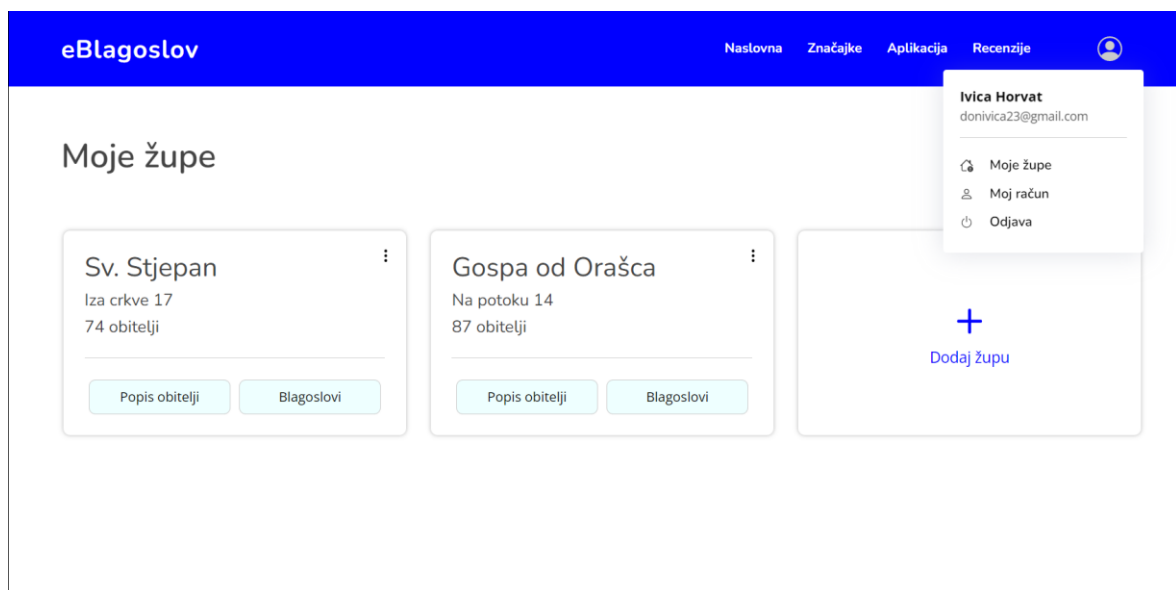 eBlagoslov
Naslovna Značajke Aplikacija Recenzije
Ivica Horvat
donivica23@gmail.com
Moje župe
Moj račun
Odjava
Moje župe
Sv. Stjepan
Iza crkve 17
74 obitelji
Popis obitelji Blagoslovi
Gospa od Orašca
Na potoku 14
87 obitelji
Popis obitelji Blagoslovi
Dodaj župu